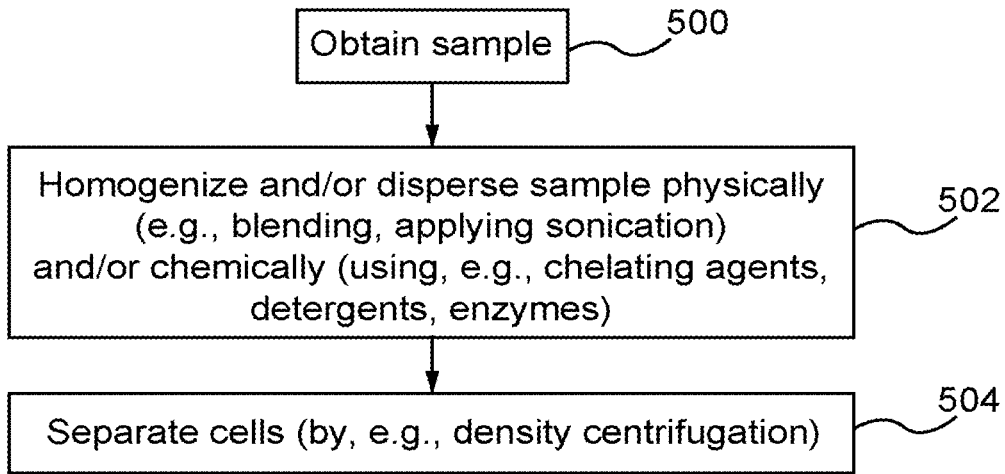 Obtain sample
500
Homogenize and/or disperse sample physically
(e.g., blending, applying sonication)
and/or chemically (using, e.g., chelating agents,
detergents, enzymes)
502
Separate cells (by, e.g., density centrifugation)
504